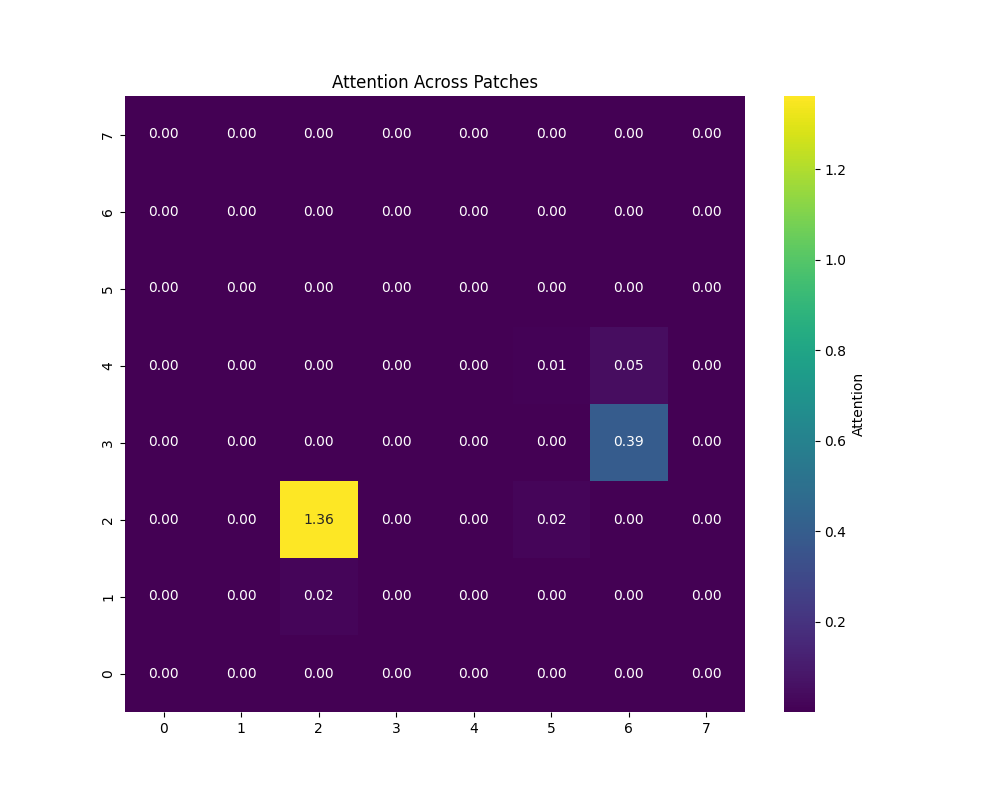 Attention Across Patches
7 0.00 0.00 0.00 0.00 0.00 0.00 0.00 0.00
6 0.00 0.00 0.00 0.00 0.00 0.00 0.00 0.00
5 0.00 0.00 0.00 0.00 0.00 0.00 0.00 0.00
4 0.00 0.00 0.00 0.00 0.00 0.01 0.05 0.00
3 0.00 0.00 0.00 0.00 0.00 0.00 0.39 0.00
2 0.00 0.00 1.36 0.00 0.00 0.02 0.00 0.00
1 0.00 0.00 0.02 0.00 0.00 0.00 0.00 0.00
0 0.00 0.00 0.00 0.00 0.00 0.00 0.00 0.00
0 1 2 3 4 5 6 7
1.2
1.0
0.8
0.6
0.4
0.2
Attention